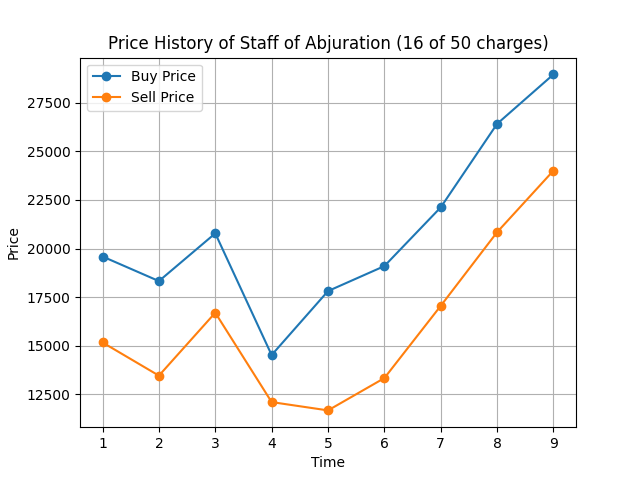 Price History of Staff of Abjuration (16 of 50 charges)
Buy Price
Sell Price
27500
25000
22500
20000
17500
15000
12500
Price
1 2 3 4 5 6 7 8 9
Time